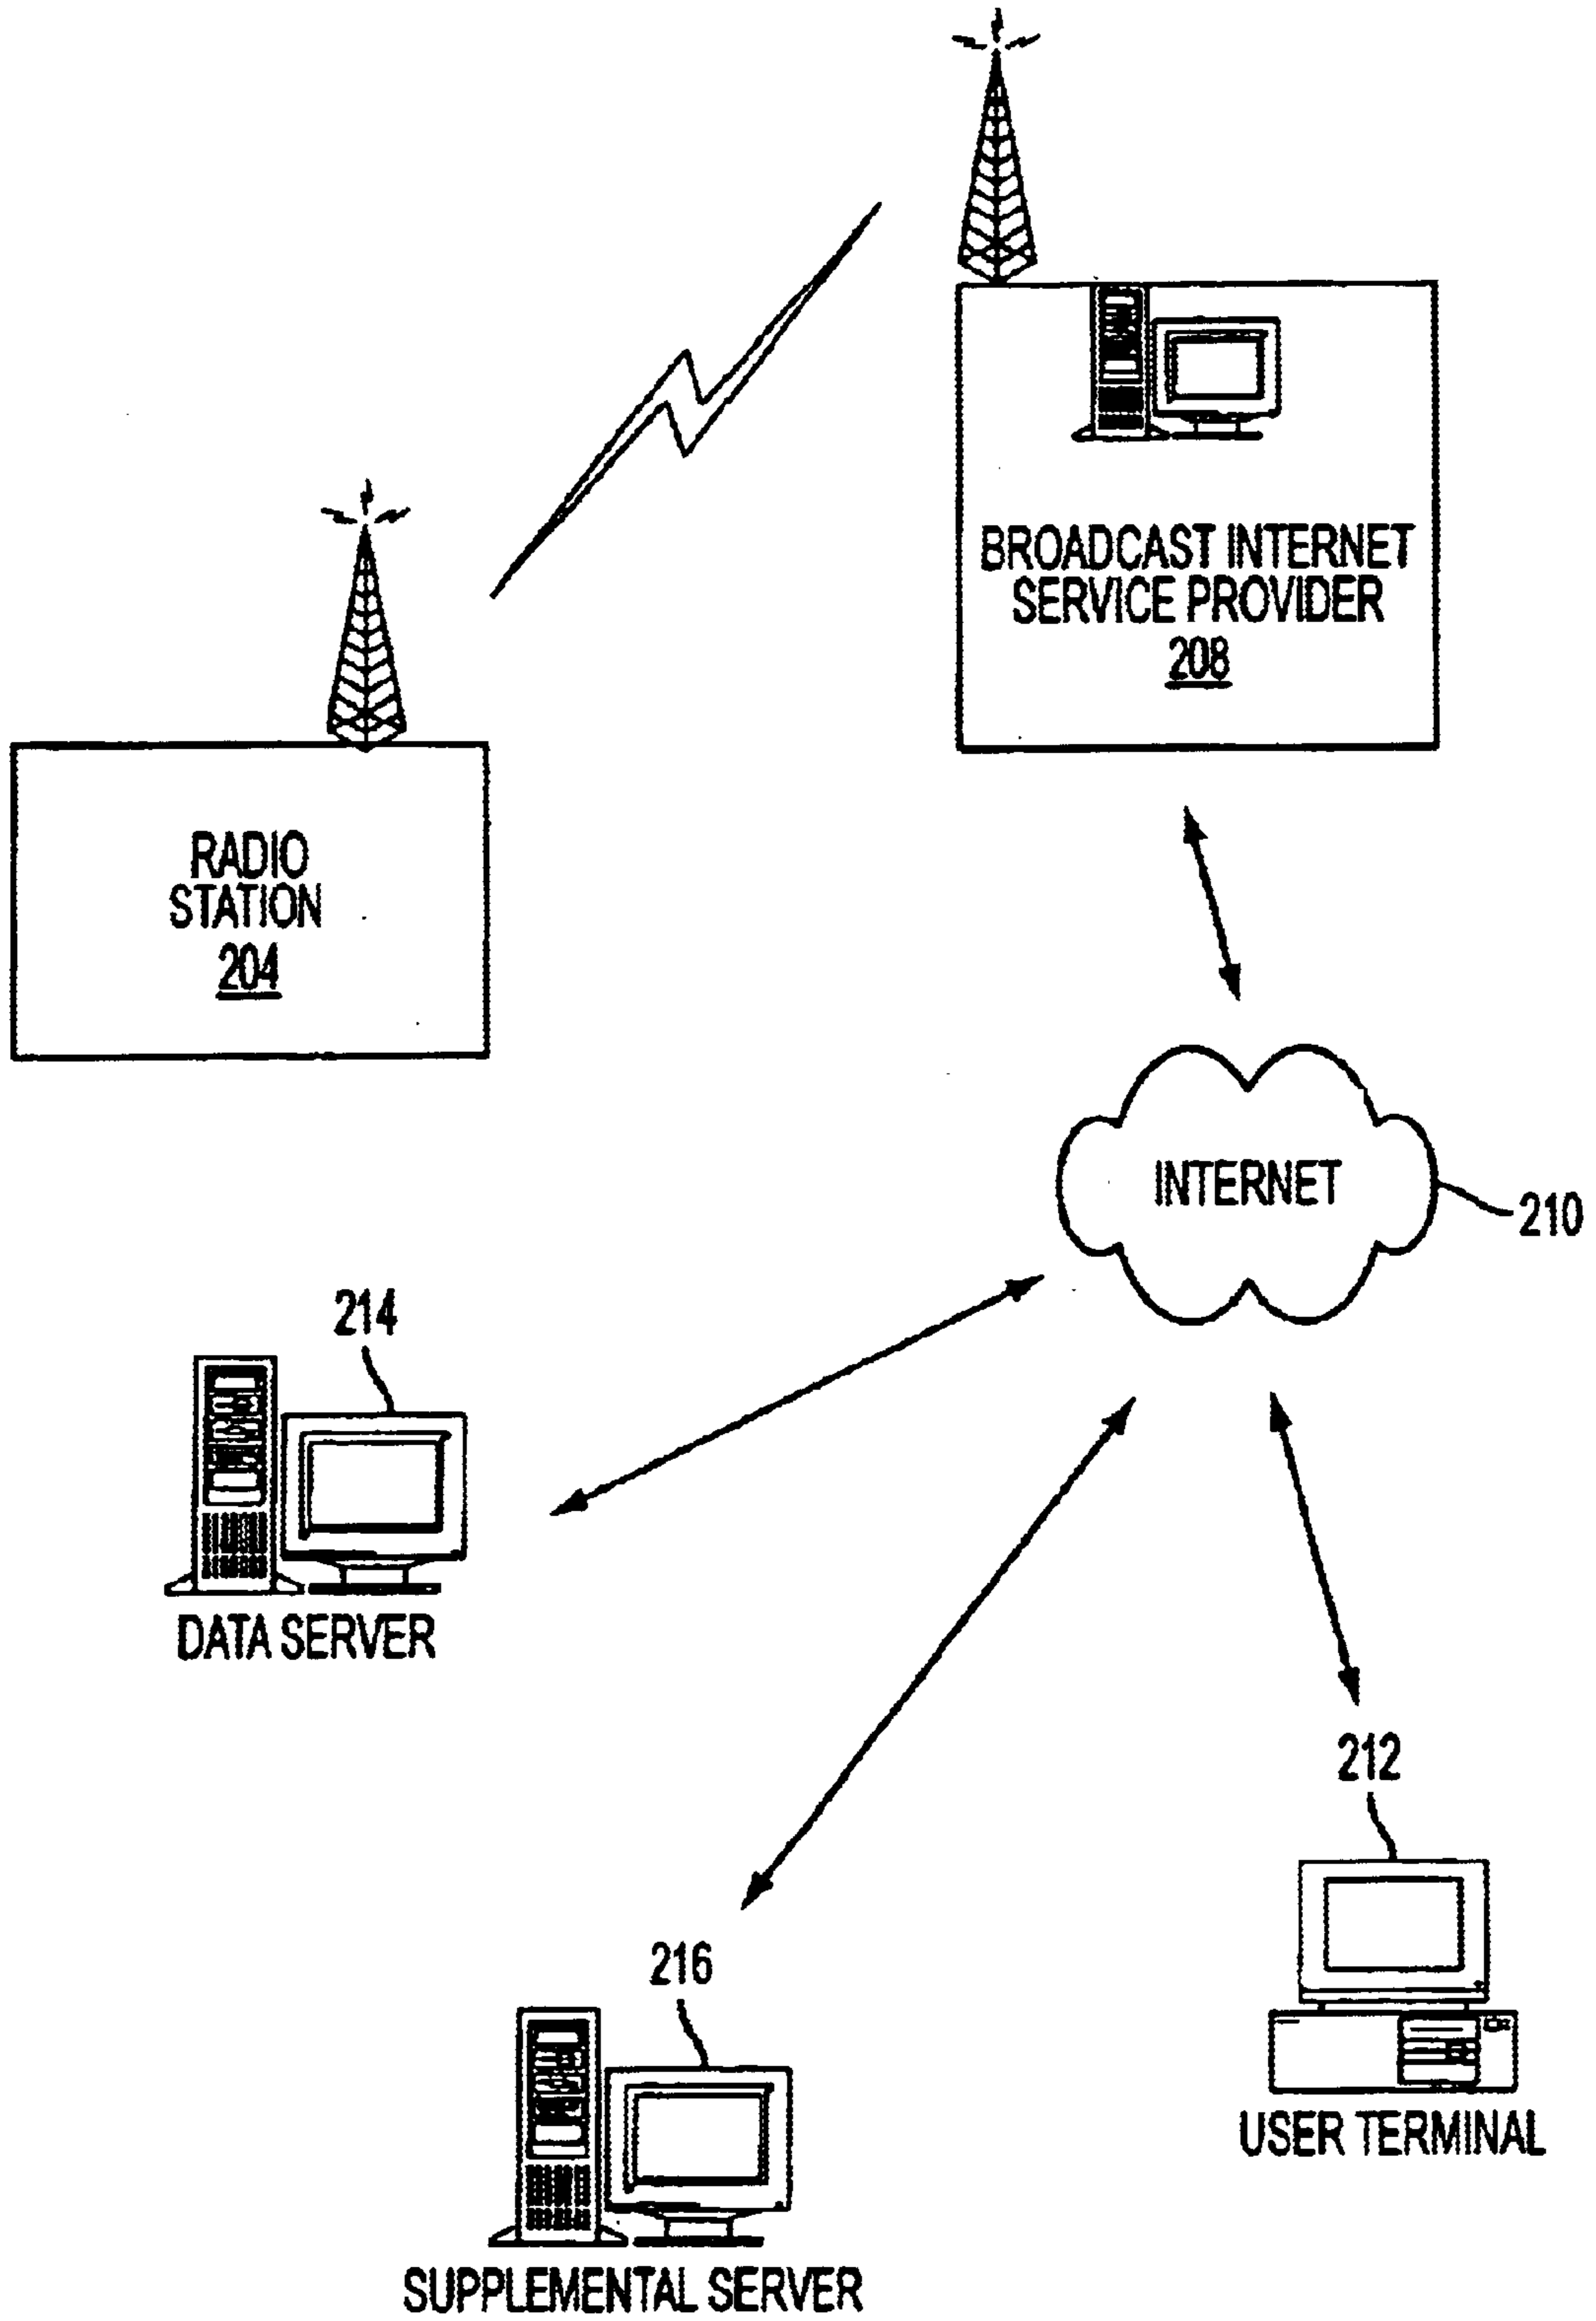 BROADCAST INTERNET
SERVICE PROVIDER
208
RADIO
STATION
204
INTERNET
210
214
DATA SERVER
212
USER TERMINAL
216
SUPPLEMENTAL SERVER